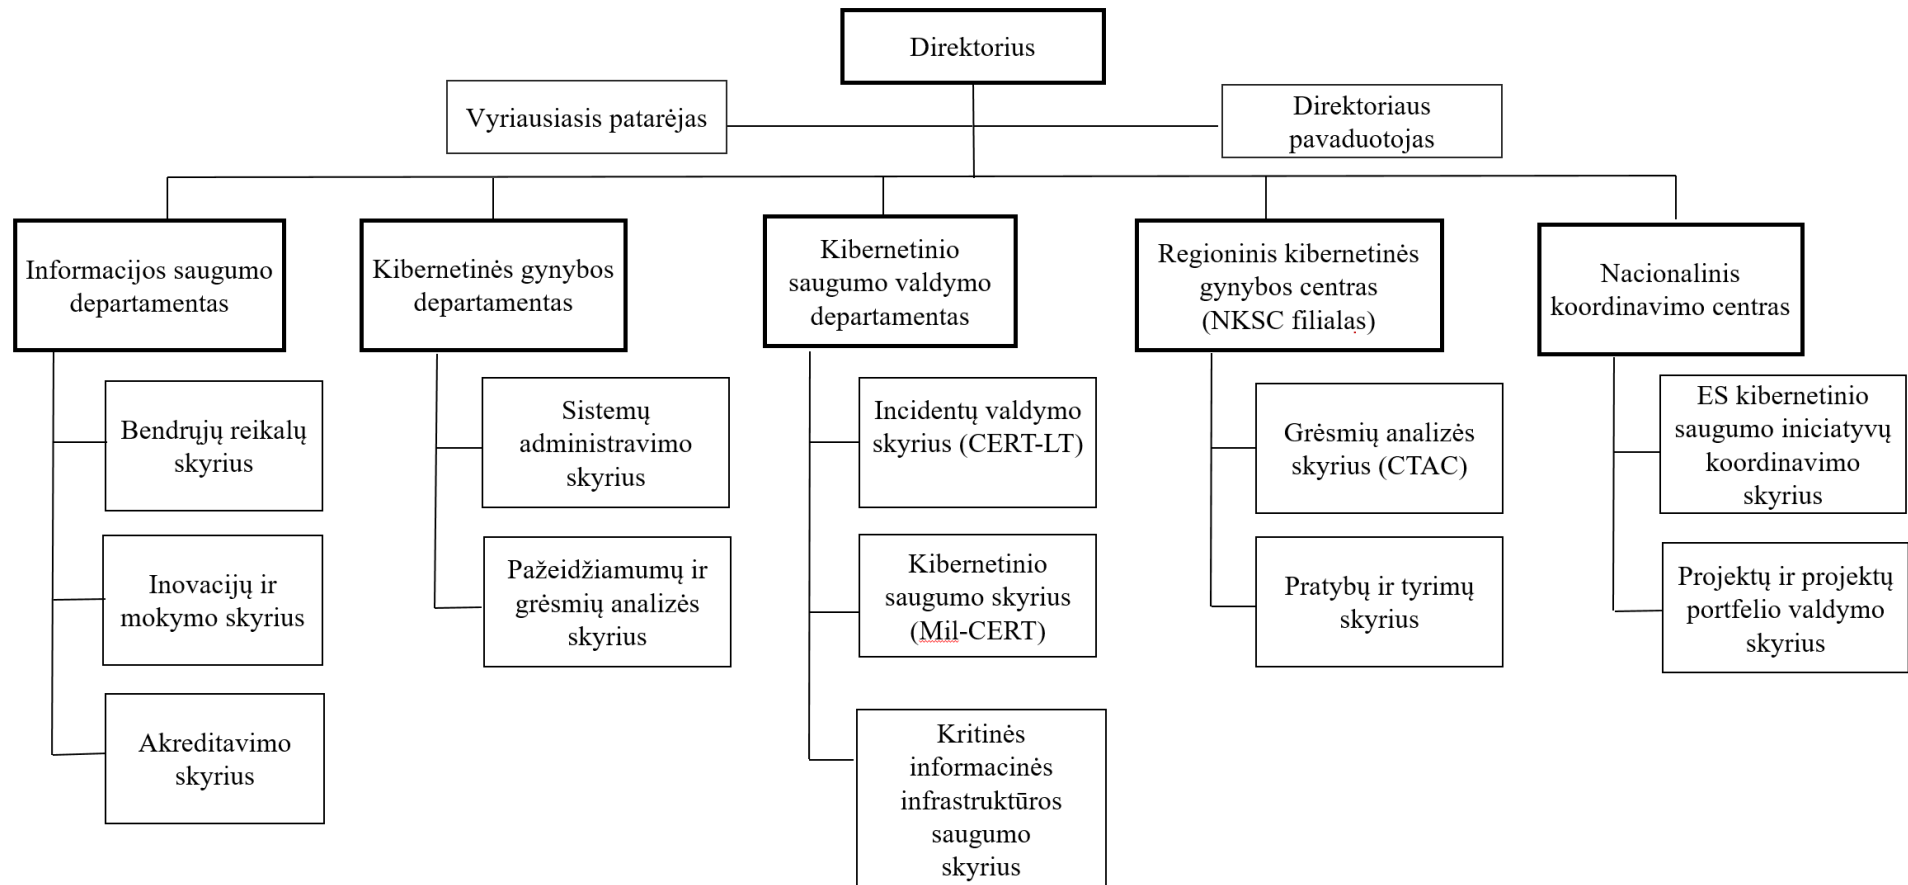 Direktorius
Vyriausiasis patarėjas
Direktoriaus
pavaduotojas
Informacijos saugumo
departamentas
Kibernetinės gynybos
departamentas
Kibernetinio
saugumo valdymo
departamentas
Regioninis kibernetinės
gynybos centras
(NKSC filialas)
Nacionalinis
koordinavimo centras
Bendrųjų reikalų
skyrius
Inovacijų ir
mokymo skyrius
Akreditavimo
skyrius
Sistemų
administravimo
skyrius
Pažeidžiamumų ir
grėsmių analizės
skyrius
Incidentų valdymo
skyrius (CERT-LT)
Kibernetinio
saugumo skyrius
(Mil-CERT)
Kritinės
informacinės
infrastruktūros
saugumo
skyrius
Grėsmių analizės
skyrius (CTAC)
Pratybų ir tyrimų
skyrius
ES kibernetinio
saugumo iniciatyvų
koordinavimo
skyrius
Projektų ir projektų
portfelio valdymo
skyrius